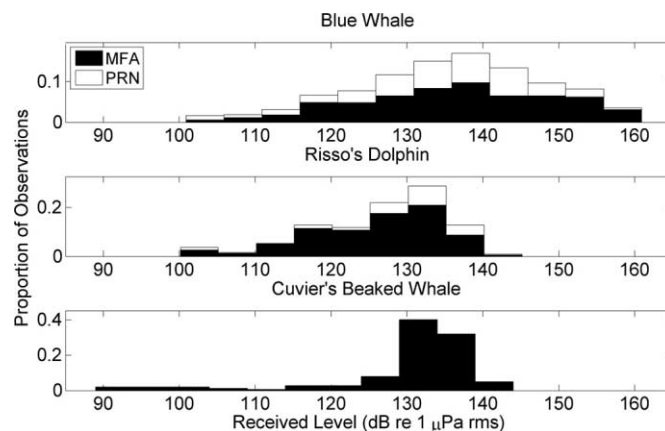 Blue Whale
MFA
PRN
0.1
0
90 100 110 120 130 140 150 160
Risso's Dolphin
0.2
0
90 100 110 120 130 140 150 160
Cuvier's Beaked Whale
0.4
0.2
0
90 100 110 120 130 140 150 160
Received Level (dB re 1 μPa rms)
Proportion of Observations